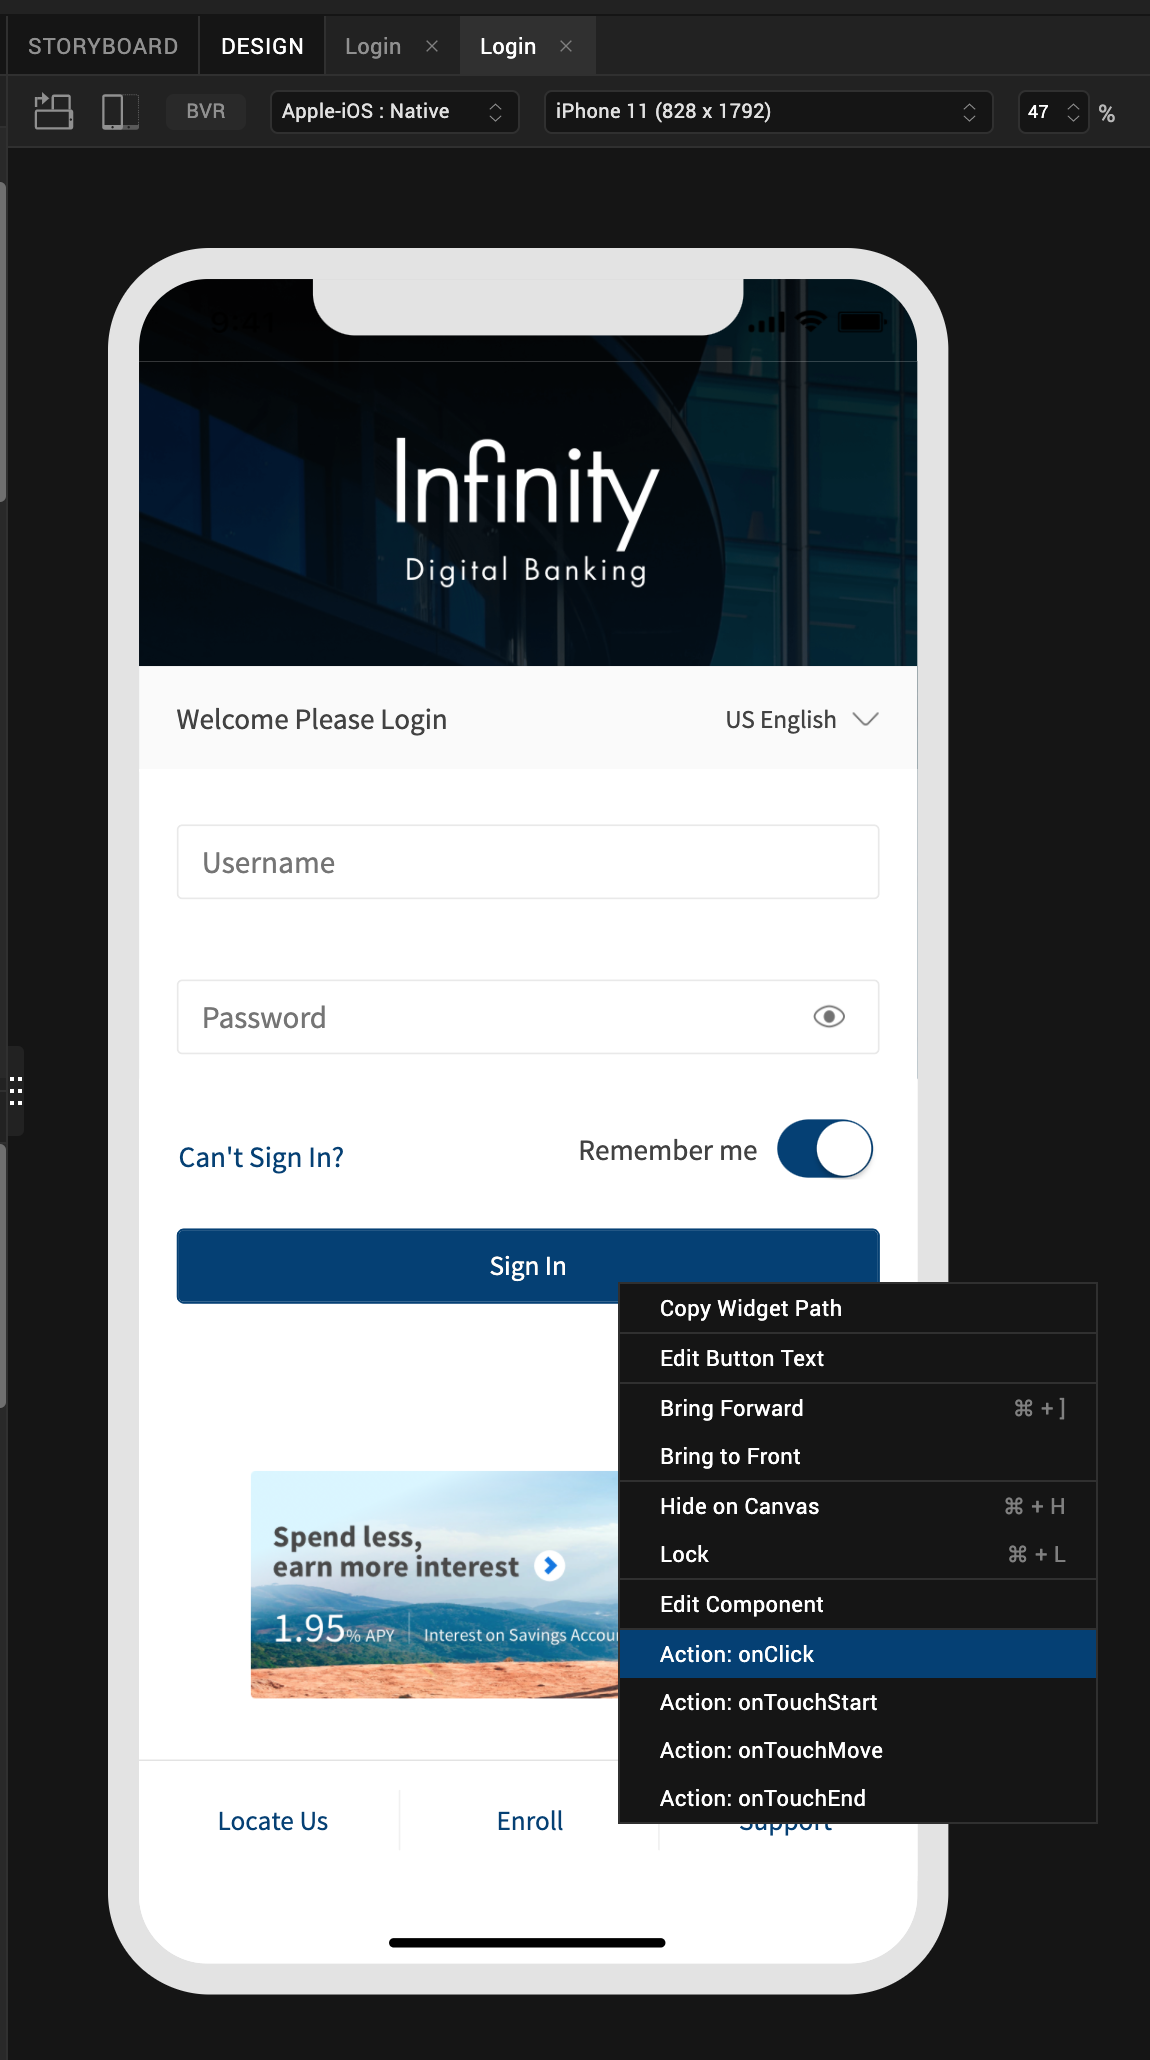 STORYBOARD DESIGN Login × Login ×
BVR Apple-iOS : Native iPhone 11 (828 x 1792) 47 %
9:41
Infinity
Digital Banking
Welcome Please Login US English
Username
Password
Can't Sign In? Remember me
Sign In
Copy Widget Path
Edit Button Text
Bring Forward ⌘ + ]
Bring to Front
Hide on Canvas ⌘ + H
Lock ⌘ + L
Edit Component
Action: onClick
Action: onTouchStart
Action: onTouchMove
Action: onTouchEnd
Spend less,
earn more interest
1.95% APY Interest on Savings
Locate Us Enroll Support